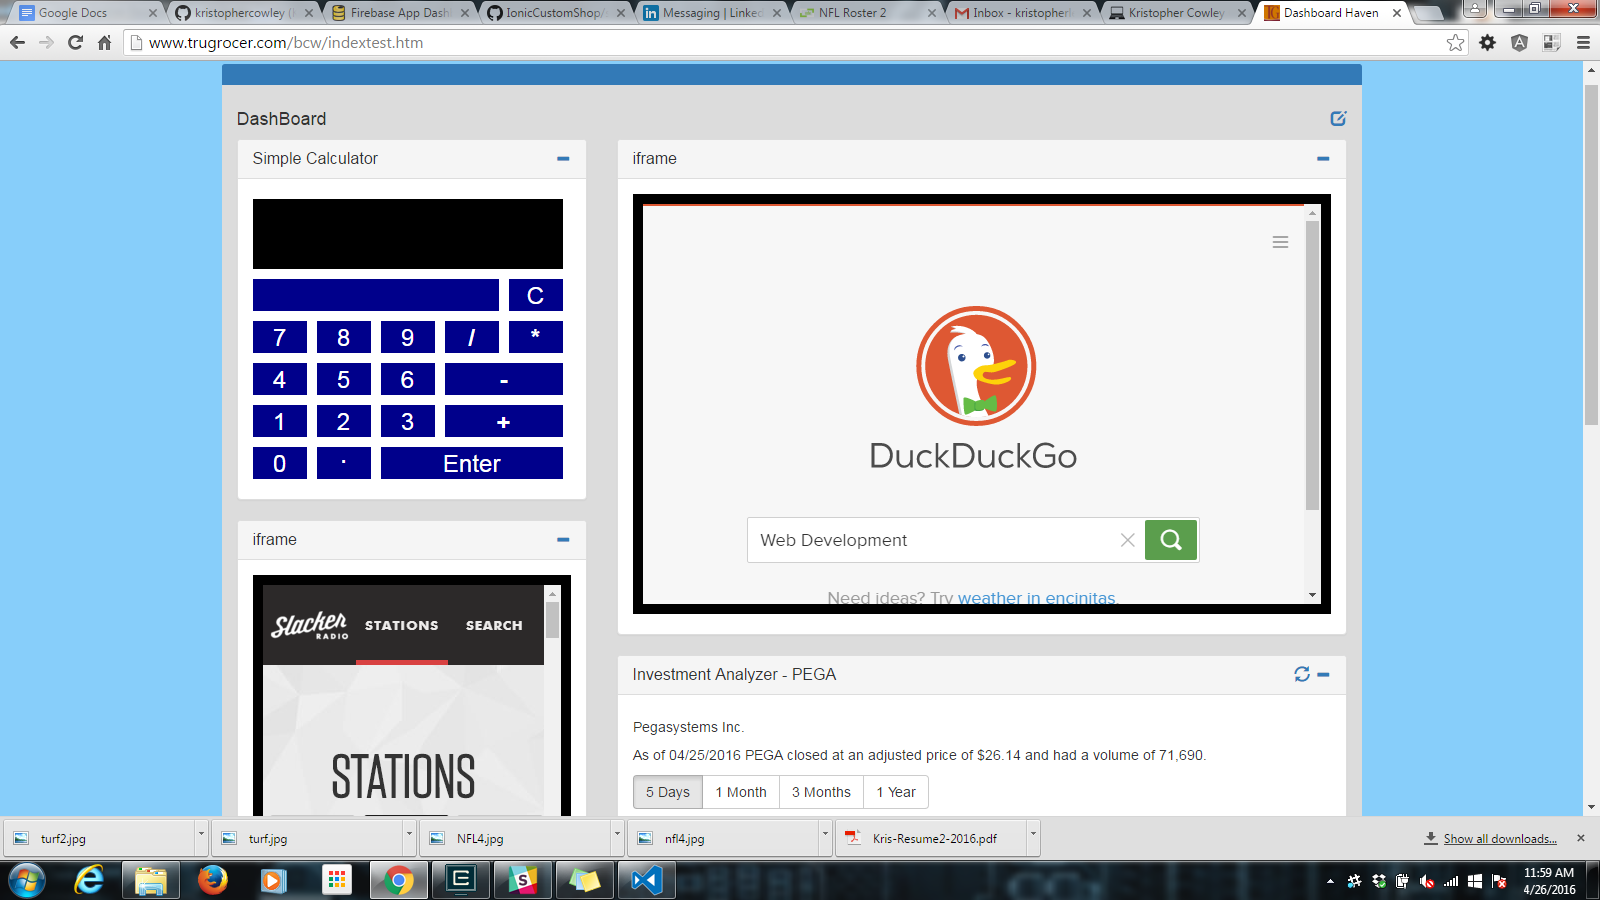 Google Docs
kristophercowley (
Firebase App Dash
IonicCustomShop/
Messaging | Linked
NFL Roster 2
Inbox - kristopherl
Kristopher Cowley
Dashboard Haven
www.trugrocer.com/bcw/indextest.htm
DashBoard
Simple Calculator
C
7 8 9 / *
4 5 6 -
1 2 3 +
0 . Enter
iframe
Slacker RADIO
STATIONS SEARCH
STATIONS
iframe
DuckDuckGo
Web Development
Need ideas? Try weather in encinitas.
Investment Analyzer - PEGA
Pegasystems Inc.
As of 04/25/2016 PEGA closed at an adjusted price of $26.14 and had a volume of 71,690.
5 Days 1 Month 3 Months 1 Year
turf2.jpg
turf.jpg
NFL4.jpg
nfl4.jpg
Kris-Resume2-2016.pdf
Show all downloads...
11:59 AM
4/26/2016